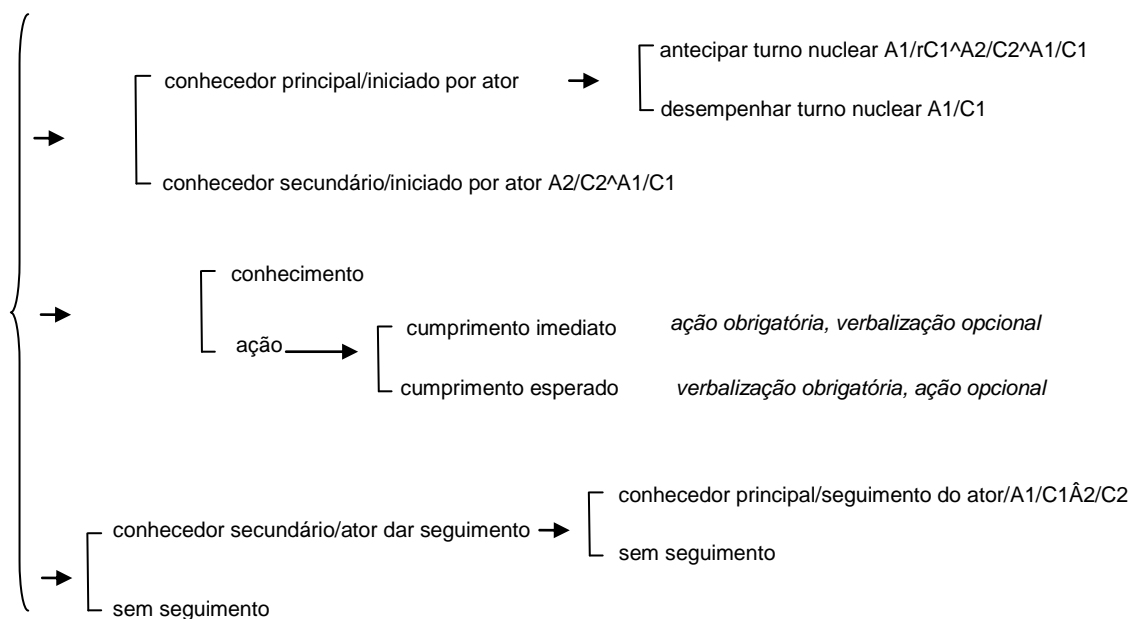 antecipar turno nuclear A1/rC1^A2/C2^A1/C1
conhecedor principal/iniciado por ator
desempenhar turno nuclear A1/C1
conhecedor secundário/iniciado por ator A2/C2^A1/C1
conhecimento
ação
cumprimento imediato ação obrigatória, verbalização opcional
cumprimento esperado verbalização obrigatória, ação opcional
conhecedor principal/seguimento do ator/A1/C1Â2/C2
conhecedor secundário/ator dar seguimento
sem seguimento
sem seguimento